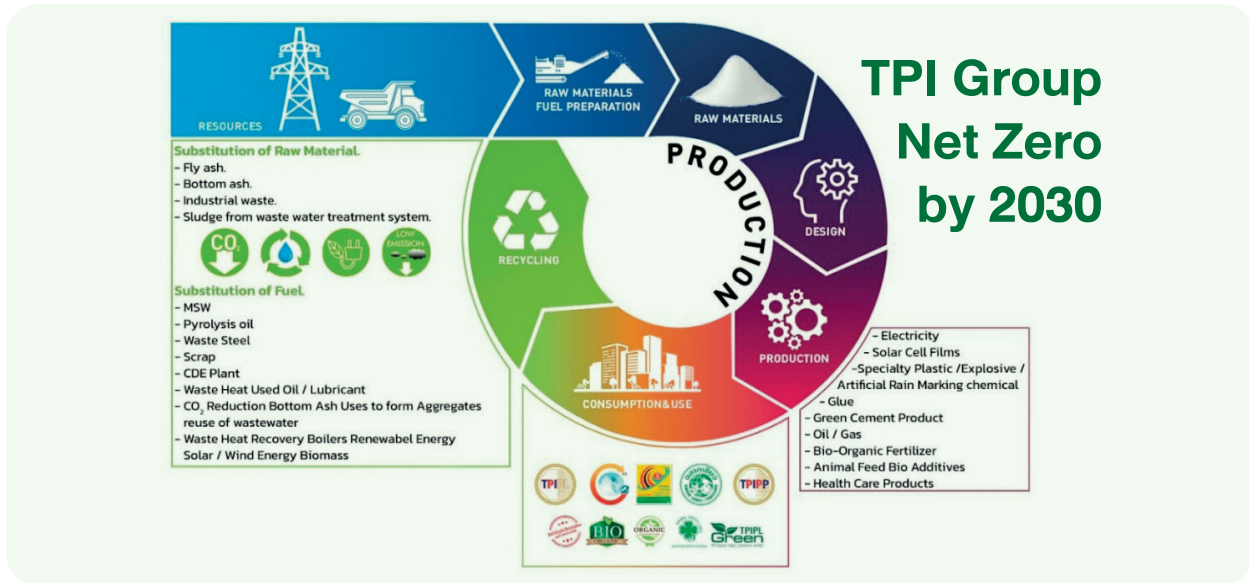 TPI Group
Net Zero
by 2030
RESOURCES
RAW MATERIALS
FUEL PREPARATION
RAW MATERIALS
DESIGN
PRODUCTION
PRODUCTION
CONSUMPTION&USE
RECYCLING
Substitution of Raw Material.
- Fly ash.
- Bottom ash.
- Industrial waste.
- Sludge from waste water treatment system.
CO₂
LOW
EMISSION
Substitution of Fuel.
- MSW
- Pyrolysis oil
- Waste Steel
- Scrap
- CDE Plant
- Waste Heat Used Oil / Lubricant
- CO₂ Reduction Bottom Ash Uses to form Aggregates
reuse of wastewater
- Waste Heat Recovery Boilers Renewabel Energy
Solar / Wind Energy Biomass
- Electricity
- Solar Cell Films
-Specialty Plastic /Explosive /
Artificial Rain Marking chemical
- Glue
- Green Cement Product
- Oil / Gas
- Bio-Organic Fertilizer
- Animal Feed Bio Additives
- Health Care Products
TPIPP
BIO
ORGANIC
ORGANIC
TPIPL
Green